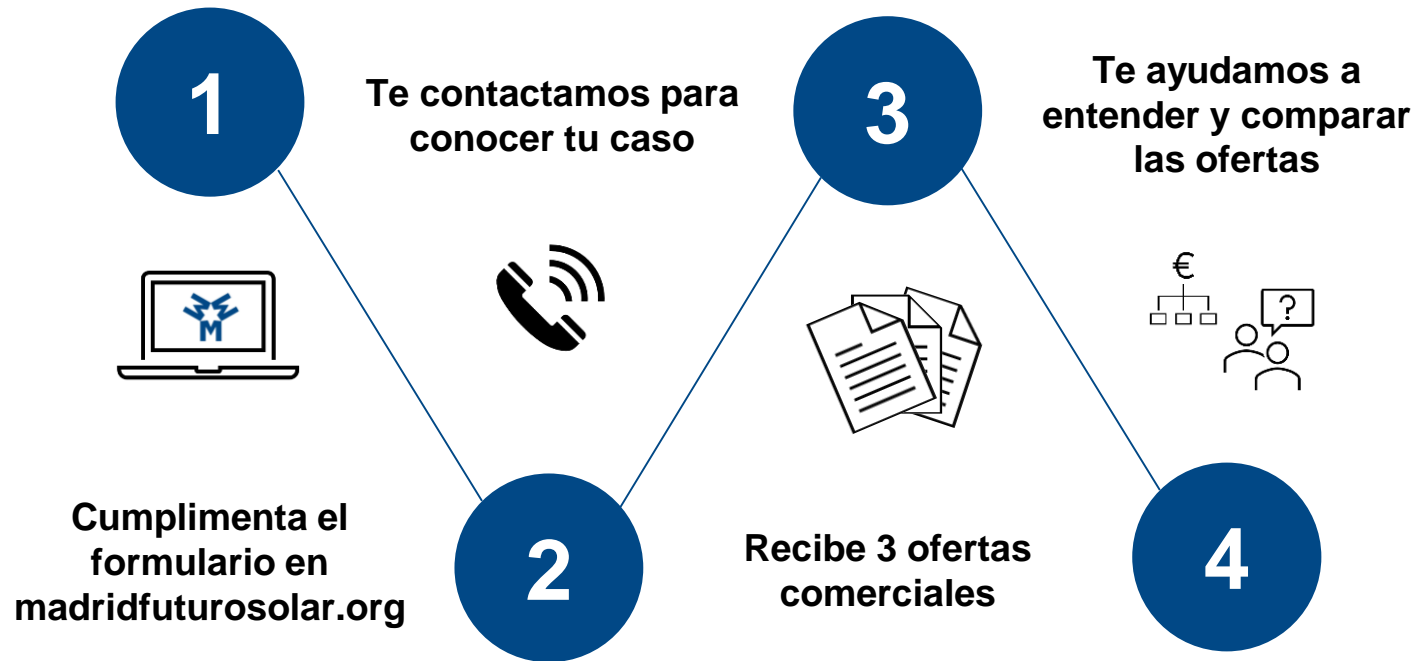 1
Cumplimenta el
formulario en
madridfuturosolar.org
Te contactamos para
conocer tu caso
2
3
Recibe 3 ofertas
comerciales
Te ayudamos a
entender y comparar
las ofertas
€
?
4
M